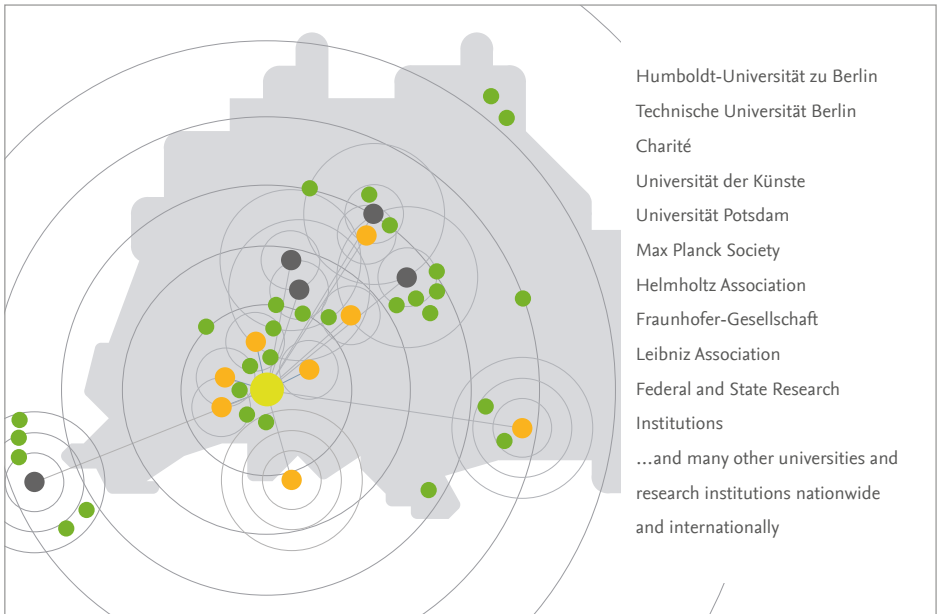 Humboldt-Universität zu Berlin
Technische Universität Berlin
Charité
Universität der Künste
Universität Potsdam
Max Planck Society
Helmholtz Association
Fraunhofer-Gesellschaft
Leibniz Association
Federal and State Research
Institutions
...and many other universities and
research institutions nationwide
and internationally